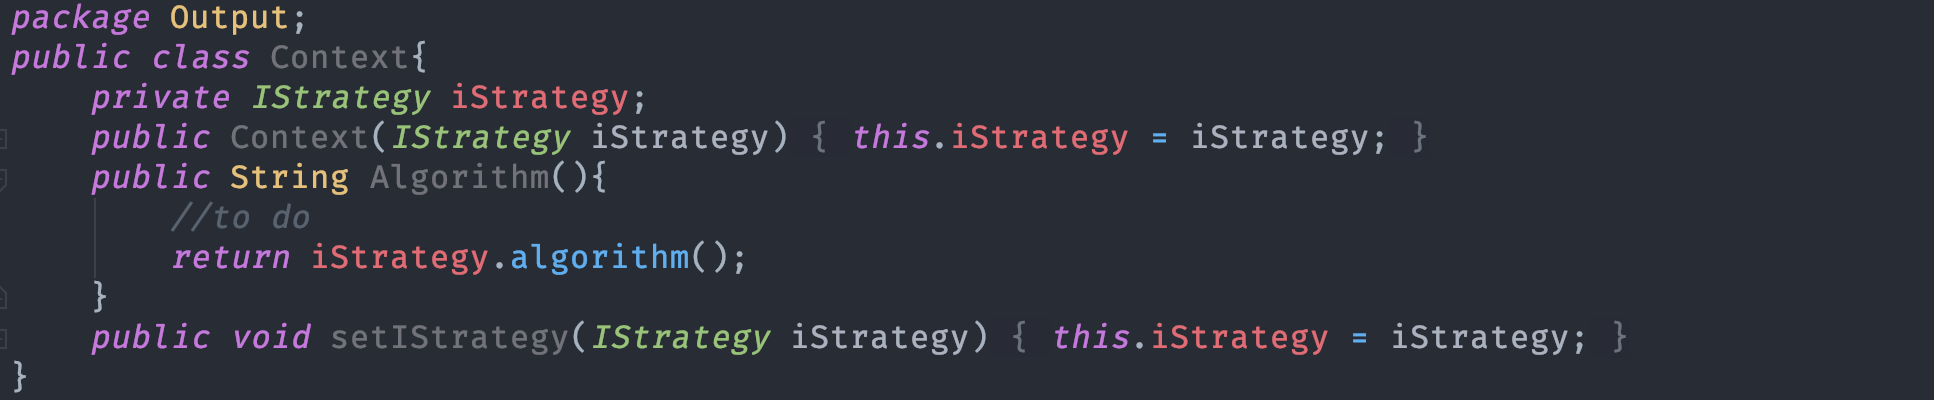 package Output;
public class Context{
    private IStrategy iStrategy;
    public Context(IStrategy iStrategy) { this.iStrategy = iStrategy; }
    public String Algorithm(){
        //to do
        return iStrategy.algorithm();
    }
    public void setIStrategy(IStrategy iStrategy) { this.iStrategy = iStrategy; }
}